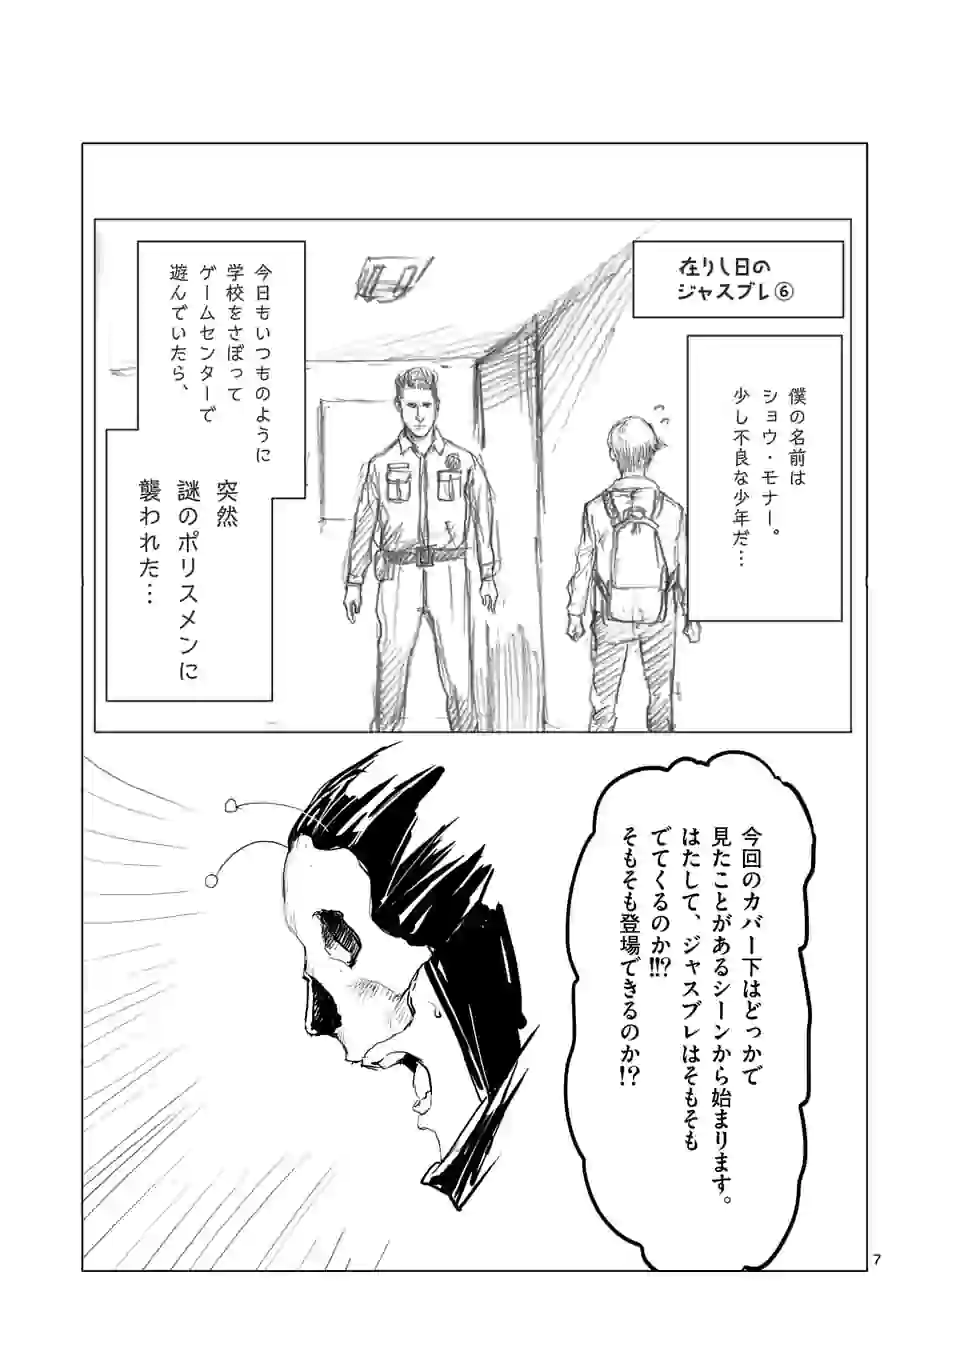 在りし日の
ジャスブレ⑥
僕の名前は
ショウ・モナー。
少し不良な少年だ…
今日もいつものように
学校をさぼって
ゲームセンターで
遊んでいたら、
突然
謎のポリスメンに
襲われた…
今回のカバー下はどっかで
見たことがあるシーンから始まります。
はたして、ジャスブレはそもそも
でてくるのか!!?
そもそも登場できるのか!?
7